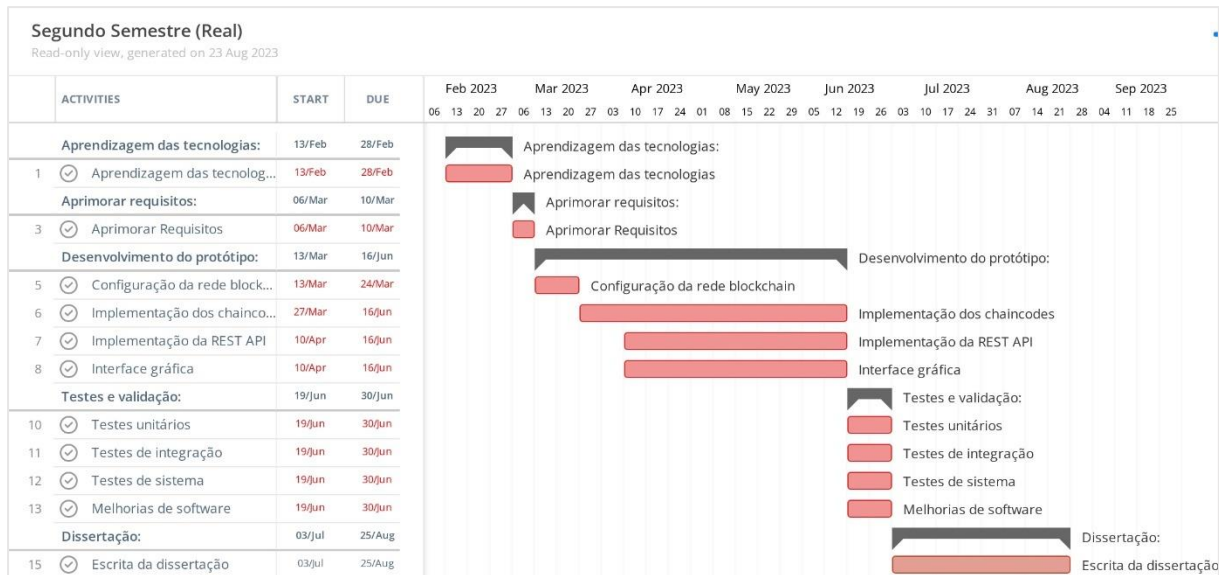 Segundo Semestre (Real)
Read-only view, generated on 23 Aug 2023
ACTIVITIES START DUE Feb 2023 Mar 2023 Apr 2023 May 2023 Jun 2023 Jul 2023 Aug 2023 Sep 2023
06 13 20 27 06 13 20 27 03 10 17 24 01 08 15 22 29 05 12 19 26 03 10 17 24 31 07 14 21 28 04 11 18 25
Aprendizagem das tecnologias: 13/Feb 28/Feb Aprendizagem das tecnologias:
1 Aprendizagem das tecnolog... 13/Feb 28/Feb Aprendizagem das tecnologias
Aprimorar requisitos: 06/Mar 10/Mar Aprimorar requisitos:
3 Aprimorar Requisitos 06/Mar 10/Mar Aprimorar Requisitos
Desenvolvimento do protótipo: 13/Mar 16/Jun Desenvolvimento do protótipo:
5 Configuração da rede block... 13/Mar 24/Mar Configuração da rede blockchain
6 Implementação dos chainco... 27/Mar 16/Jun Implementação dos chaincodes
7 Implementação da REST API 10/Apr 16/Jun Implementação da REST API
8 Interface gráfica 10/Apr 16/Jun Interface gráfica
Testes e validação: 19/Jun 30/Jun Testes e validação:
10 Testes unitários 19/Jun 30/Jun Testes unitários
11 Testes de integração 19/Jun 30/Jun Testes de integração
12 Testes de sistema 19/Jun 30/Jun Testes de sistema
13 Melhorias de software 19/Jun 30/Jun Melhorias de software
Dissertação: 03/Jul 25/Aug Dissertação:
15 Escrita da dissertação 03/Jul 25/Aug Escrita da dissertação